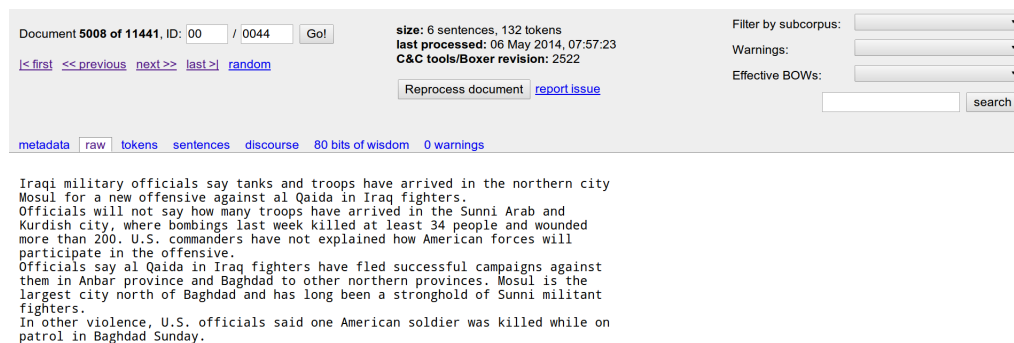 Document 5008 of 11441, ID: 00 / 0044 Go!
|< first << previous next >> last >| random
size: 6 sentences, 132 tokens
last processed: 06 May 2014, 07:57:23
C&C tools/Boxer revision: 2522
Reprocess document report issue
Filter by subcorpus:
Warnings:
Effective BOWs:
search
metadata raw tokens sentences discourse 80 bits of wisdom 0 warnings
Iraqi military officials say tanks and troops have arrived in the northern city
Mosul for a new offensive against al Qaida in Iraq fighters.
Officials will not say how many troops have arrived in the Sunni Arab and
Kurdish city, where bombings last week killed at least 34 people and wounded
more than 200. U.S. commanders have not explained how American forces will
participate in the offensive.
Officials say al Qaida in Iraq fighters have fled successful campaigns against
them in Anbar province and Baghdad to other northern provinces. Mosul is the
largest city north of Baghdad and has long been a stronghold of Sunni militant
fighters.
In other violence, U.S. officials said one American soldier was killed while on
patrol in Baghdad Sunday.